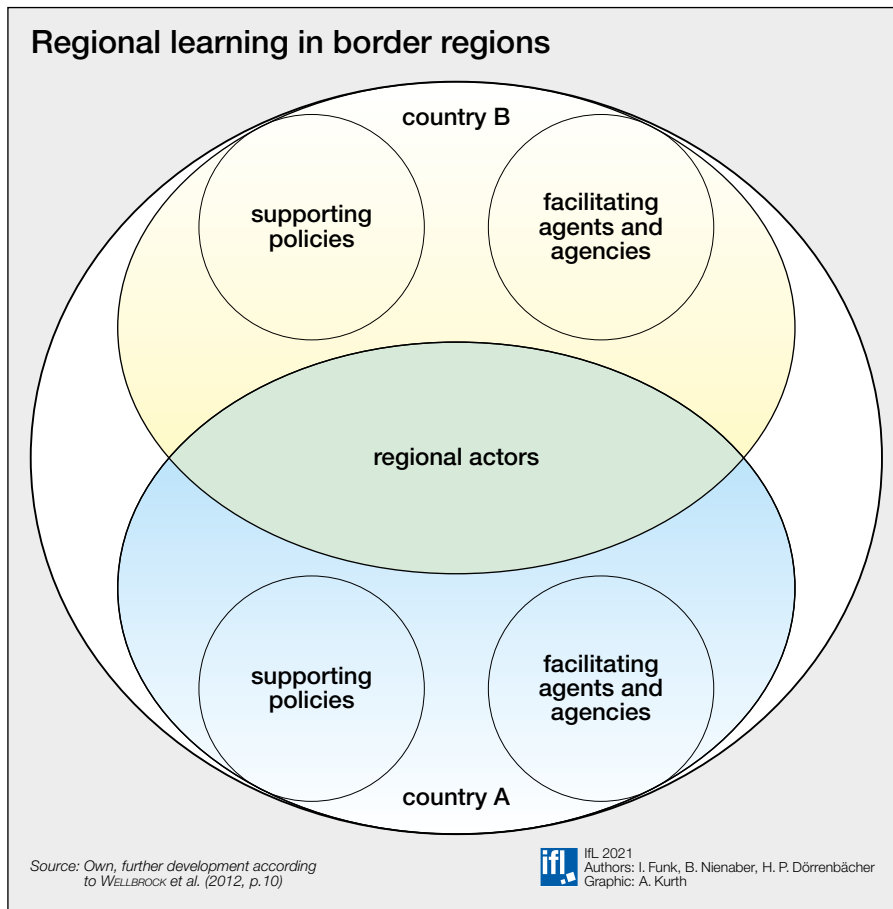 Regional learning in border regions
country B
supporting
policies
facilitating
agents and
agencies
regional actors
supporting
policies
facilitating
agents and
agencies
country A
Source: Own, further development according
to WELLBROCK et al. (2012, p.10)
ifl
IfL 2021
Authors: I. Funk, B. Nienaber, H. P. Dörrenbächer
Graphic: A. Kurth